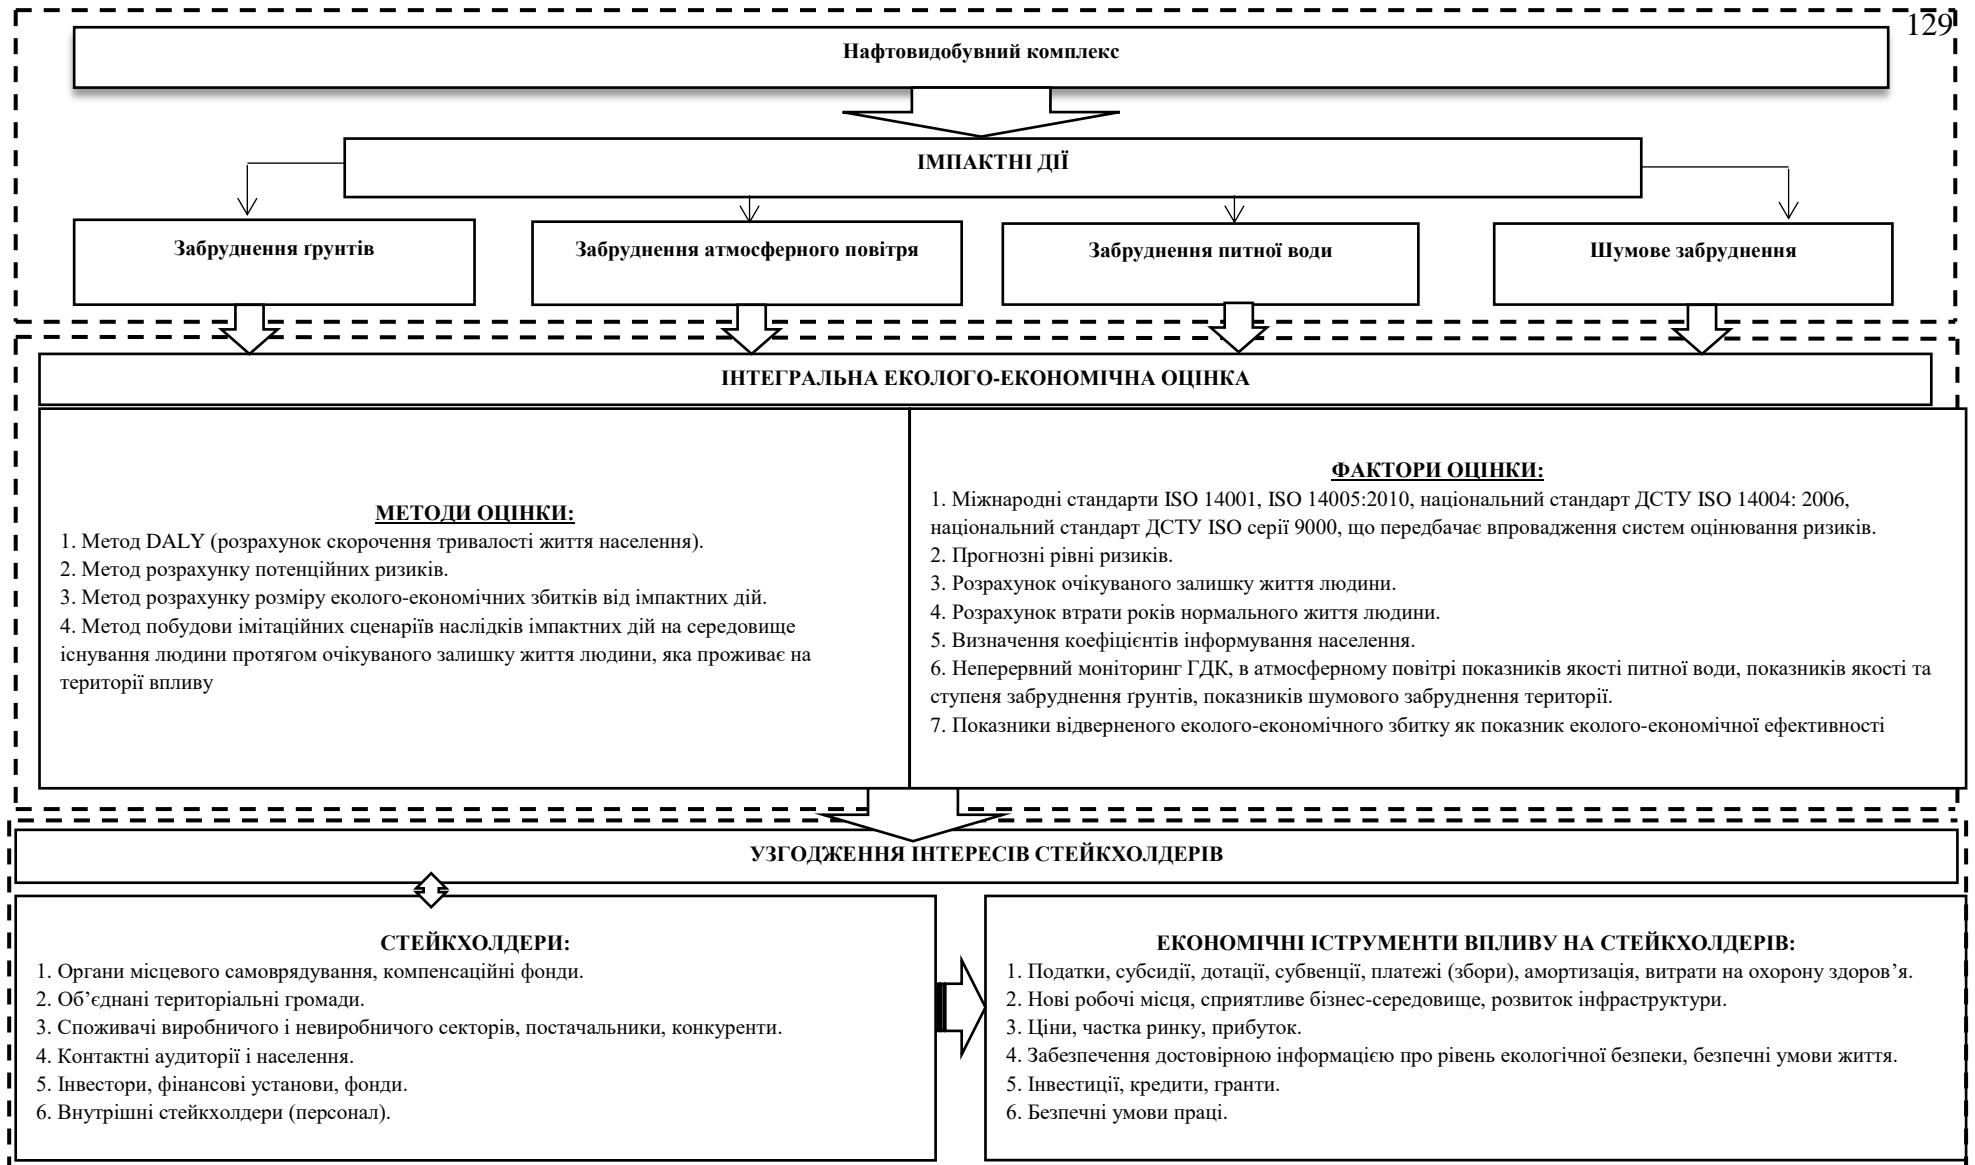 129
Нафтовидобувний комплекс
ІМПАКТНІ ДІЇ
Забруднення ґрунтів
Забруднення атмосферного повітря
Забруднення питної води
Шумове забруднення
ІНТЕГРАЛЬНА ЕКОЛОГО-ЕКОНОМІЧНА ОЦІНКА
МЕТОДИ ОЦІНКИ:
1. Метод DALY (розрахунок скорочення тривалості життя населення).
2. Метод розрахунку потенційних ризиків.
3. Метод розрахунку розміру еколого-економічних збитків від імпактних дій.
4. Метод побудови імітаційних сценаріїв наслідків імпактних дій на середовище
існування людини протягом очікуваного залишку життя людини, яка проживає на
території впливу
ФАКТОРИ ОЦІНКИ:
1. Міжнародні стандарти ISO 14001, ISO 14005:2010, національний стандарт ДСТУ ISO 14004: 2006,
національний стандарт ДСТУ ISO серії 9000, що передбачає впровадження систем оцінювання ризиків.
2. Прогнозні рівні ризиків.
3. Розрахунок очікуваного залишку життя людини.
4. Розрахунок втрати років нормального життя людини.
5. Визначення коефіцієнтів інформування населення.
6. Неперервний моніторинг ГДК, в атмосферному повітрі показників якості питної води, показників якості та
ступеня забруднення ґрунтів, показників шумового забруднення території.
7. Показники відверненого еколого-економічного збитку як показник еколого-економічної ефективності
УЗГОДЖЕННЯ ІНТЕРЕСІВ СТЕЙКХОЛДЕРІВ
СТЕЙКХОЛДЕРИ:
1. Органи місцевого самоврядування, компенсаційні фонди.
2. Об’єднані територіальні громади.
3. Споживачі виробничого і невиробничого секторів, постачальники, конкуренти.
4. Контактні аудиторії і населення.
5. Інвестори, фінансові установи, фонди.
6. Внутрішні стейкхолдери (персонал).
ЕКОНОМІЧНІ ІСТРУМЕНТИ ВПЛИВУ НА СТЕЙКХОЛДЕРІВ:
1. Податки, субсидії, дотації, субвенції, платежі (збори), амортизація, витрати на охорону здоров’я.
2. Нові робочі місця, сприятливе бізнес-середовище, розвиток інфраструктури.
3. Ціни, частка ринку, прибуток.
4. Забезпечення достовірною інформацією про рівень екологічної безпеки, безпечні умови життя.
5. Інвестиції, кредити, гранти.
6. Безпечні умови праці.